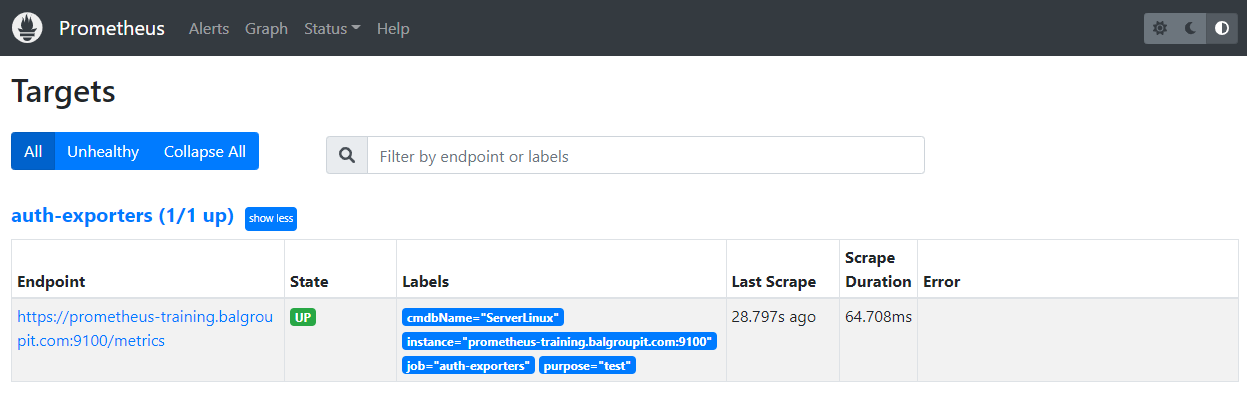 Prometheus Alerts Graph Status Help
Targets
All Unhealthy Collapse All
Filter by endpoint or labels
auth-exporters (1/1 up) show less
Endpoint State Labels Last Scrape Scrape Duration Error
https://prometheus-training.balgrou
pit.com:9100/metrics
UP
cmdbName="ServerLinux"
instance="prometheus-training.balgroupit.com:9100"
job="auth-exporters" purpose="test"
28.797s ago
64.708ms